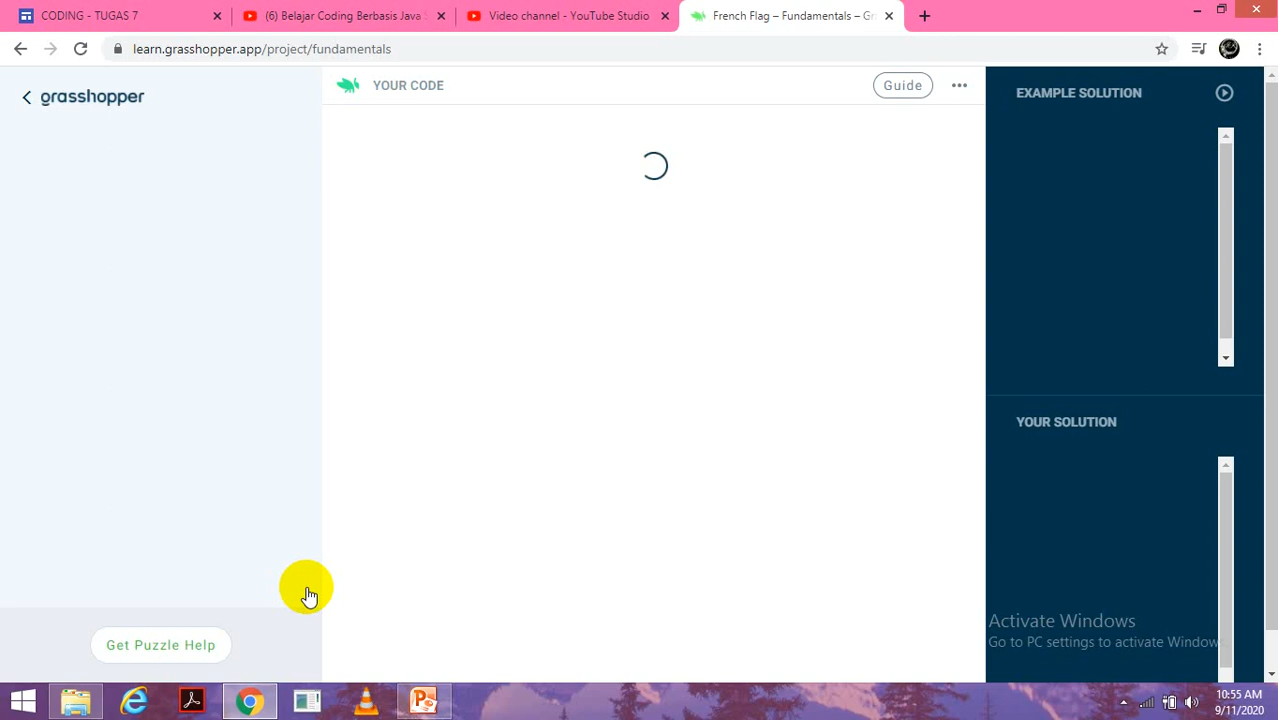 CODING - TUGAS 7
(6) Belajar Coding Berbasis Java
Video channel - YouTube Studio
French Flag – Fundamentals – Gr
learn.grasshopper.app/project/fundamentals
grasshopper
YOUR CODE
Guide
EXAMPLE SOLUTION
YOUR SOLUTION
Activate Windows
Go to PC settings to activate Windows.
Get Puzzle Help
10:55 AM
9/11/2020